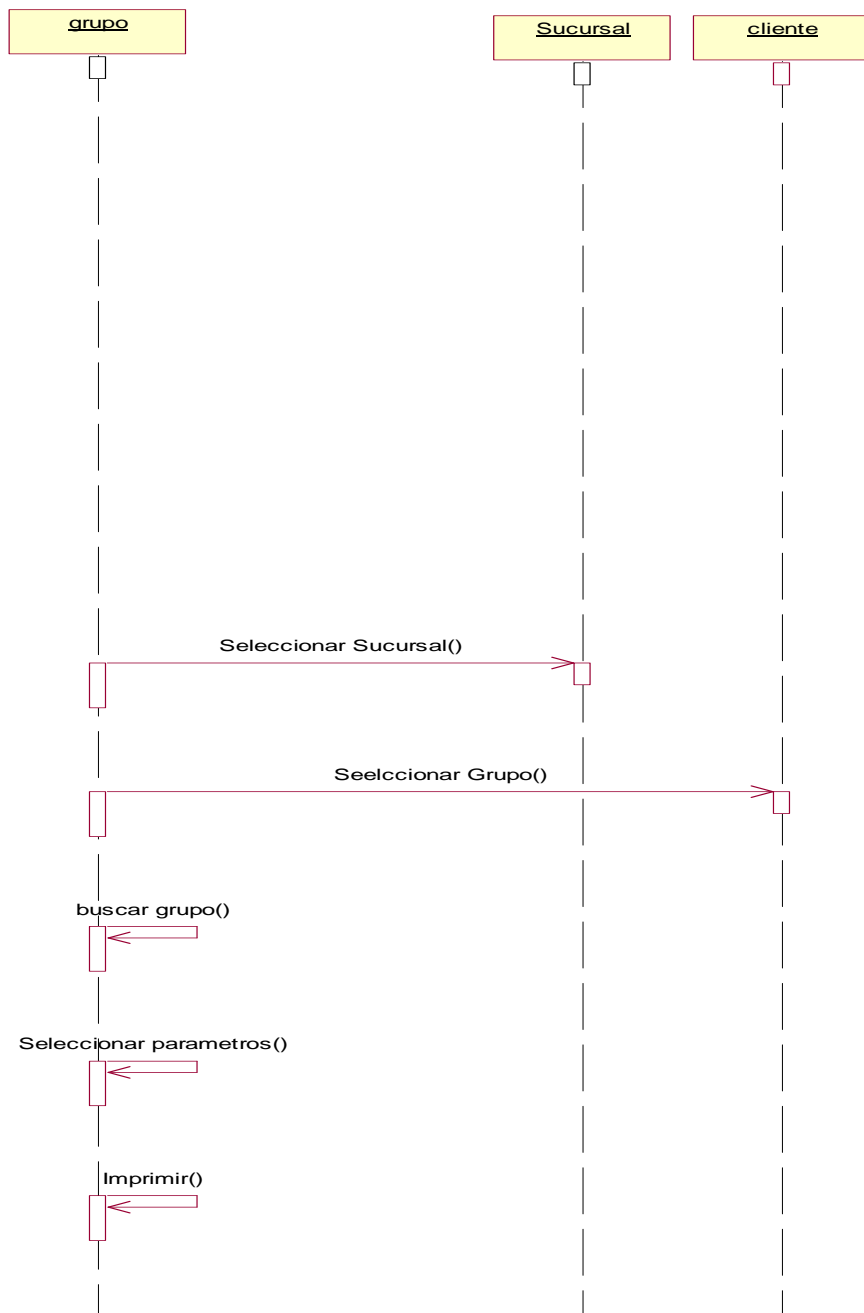 grupo
Sucursal
cliente
Seleccionar Sucursal()
Seelccionar Grupo()
buscar grupo()
Seleccionar parametros()
Imprimir()